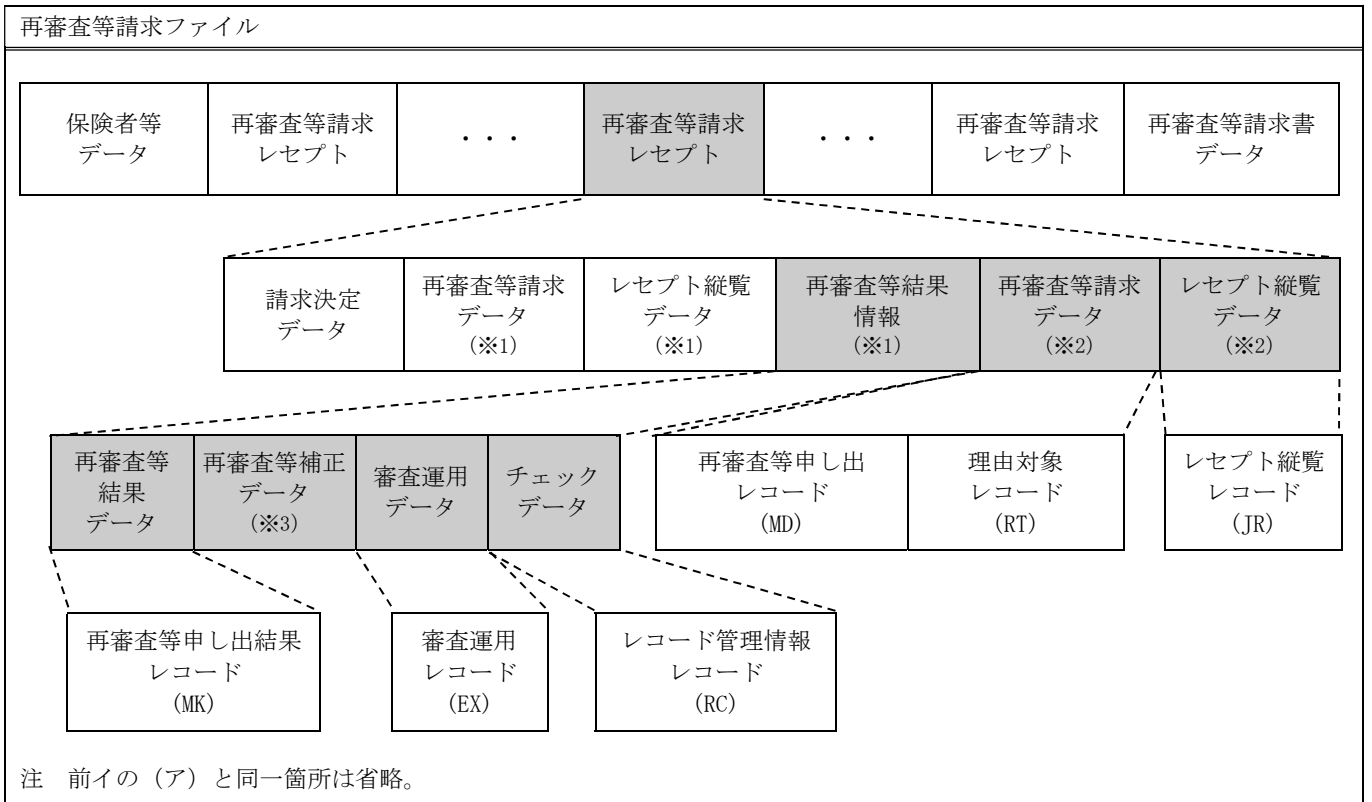 再審査等請求ファイル
保険者等
データ
再審査等請求
レセプト
・・・
再審査等請求
レセプト
・・・
再審査等請求
レセプト
再審査等請求書
データ
請求決定
データ
再審査等請求
データ
(※1)
レセプト縦覧
データ
(※1)
再審査等結果
情報
(※1)
再審査等請求
データ
(※2)
レセプト縦覧
データ
(※2)
再審査等
結果
データ
再審査等補正
データ
(※3)
審査運用
データ
チェック
データ
再審査等申し出
レコード
(MD)
理由対象
レコード
(RT)
レセプト縦覧
レコード
(JR)
再審査等申し出結果
レコード
(MK)
審査運用
レコード
(EX)
レコード管理情報
レコード
(RC)
注　前イの（ア）と同一箇所は省略。